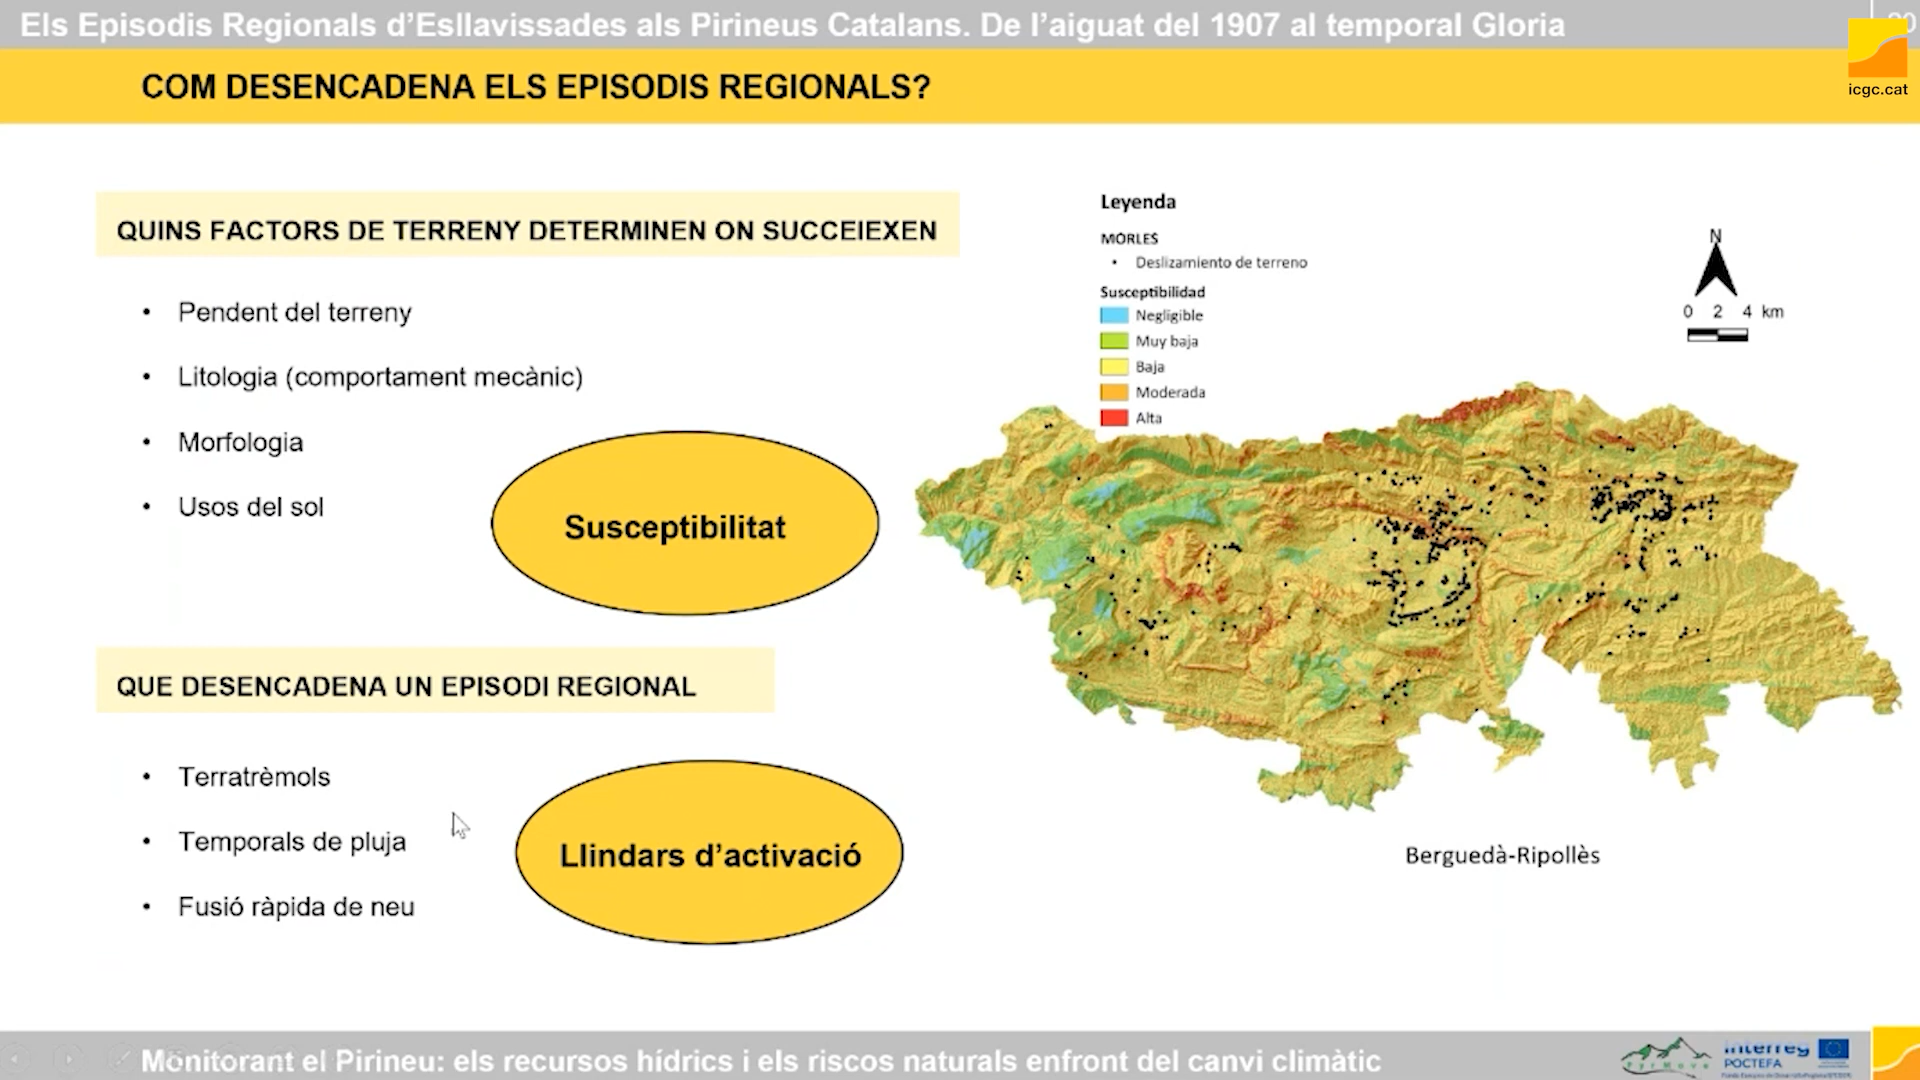 Els Episodis Regionals d’Esllavissades als Pirineus Catalans. De l’aiguat del 1907 al temporal Gloria
icgc.cat
COM DESENCADENA ELS EPISODIS REGIONALS?
QUINS FACTORS DE TERRENY DETERMINEN ON SUCCEIEXEN
• Pendent del terreny
• Litologia (comportament mecànic)
• Morfologia
• Usos del sol
Susceptibilitat
QUE DESENCADENA UN EPISODI REGIONAL
• Terratrèmols
• Temporals de pluja
• Fusió ràpida de neu
Llindars d’activació
Leyenda
MORLES
• Deslizamiento de terreno
Susceptibilidad
Negligible
Muy baja
Baja
Moderada
Alta
N
0 2 4 km
Berguedà-Ripollès
Monitorant el Pirineu: els recursos hídrics i els riscos naturals enfront del canvi climàtic
Interreg
POCTEFA